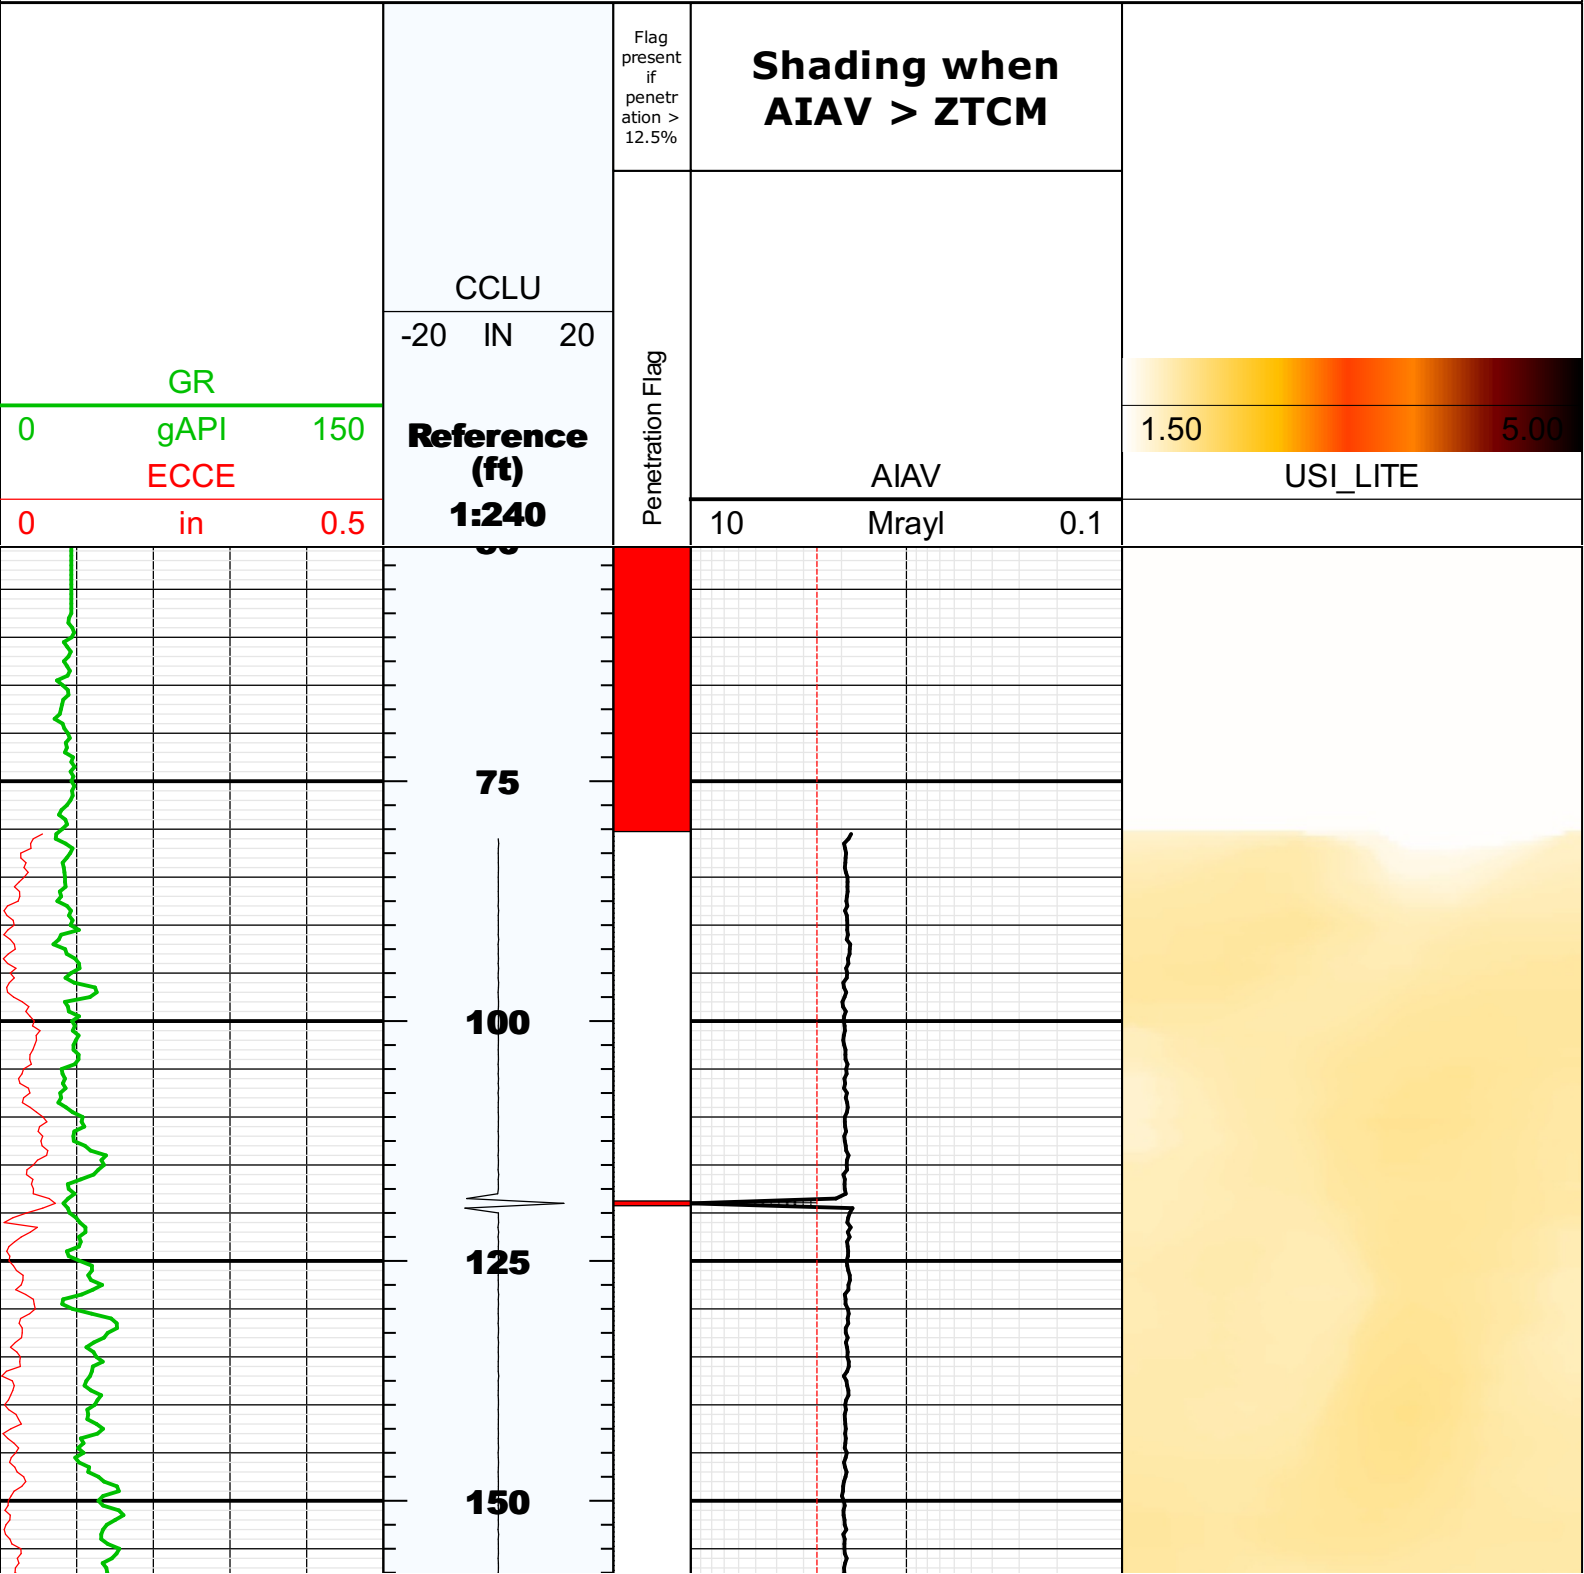 Flag
present
if
penetr
ation >
12.5%
Shading when
AIAV > ZTCM
CCLU
-20 IN 20
GR
0 gAPI 150
ECCE
0 in 0.5
Reference
(ft)
1:240
Penetration Flag
AIAV
10 Mrayl 0.1
1.50 5.00
USI_LITE
75
100
125
150